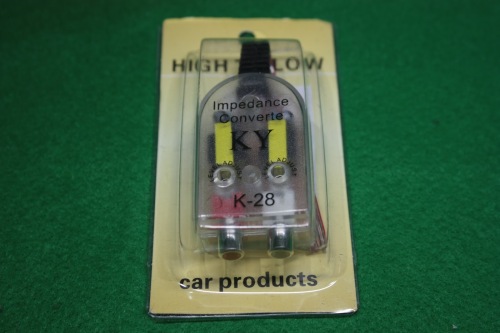 HIGH LOW
Impedance
Converte
KY
K-28
car products